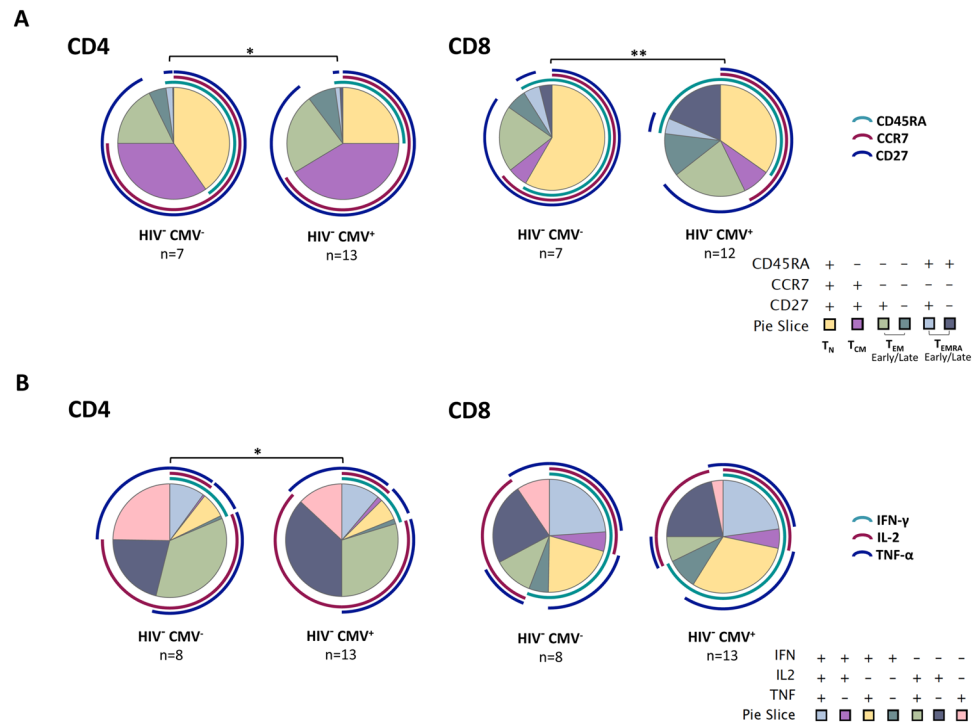 A
CD4
*
HIV⁻ CMV⁻
n=7
HIV⁻ CMV⁺
n=13
CD8
**
HIV⁻ CMV⁻
n=7
HIV⁻ CMV⁺
n=12
CD45RA
CCR7
CD27
CD45RA + – – – + +
CCR7 + + – – – –
CD27 + + + – + –
Pie Slice
T_N T_CM T_EM T_EMRA
Early/Late Early/Late
B
CD4
*
HIV⁻ CMV⁻
n=8
HIV⁻ CMV⁺
n=13
CD8
HIV⁻ CMV⁻
n=8
HIV⁻ CMV⁺
n=13
IFN-γ
IL-2
TNF-α
IFN + + + + – – –
IL2 + + – – + + –
TNF + – + – + – +
Pie Slice